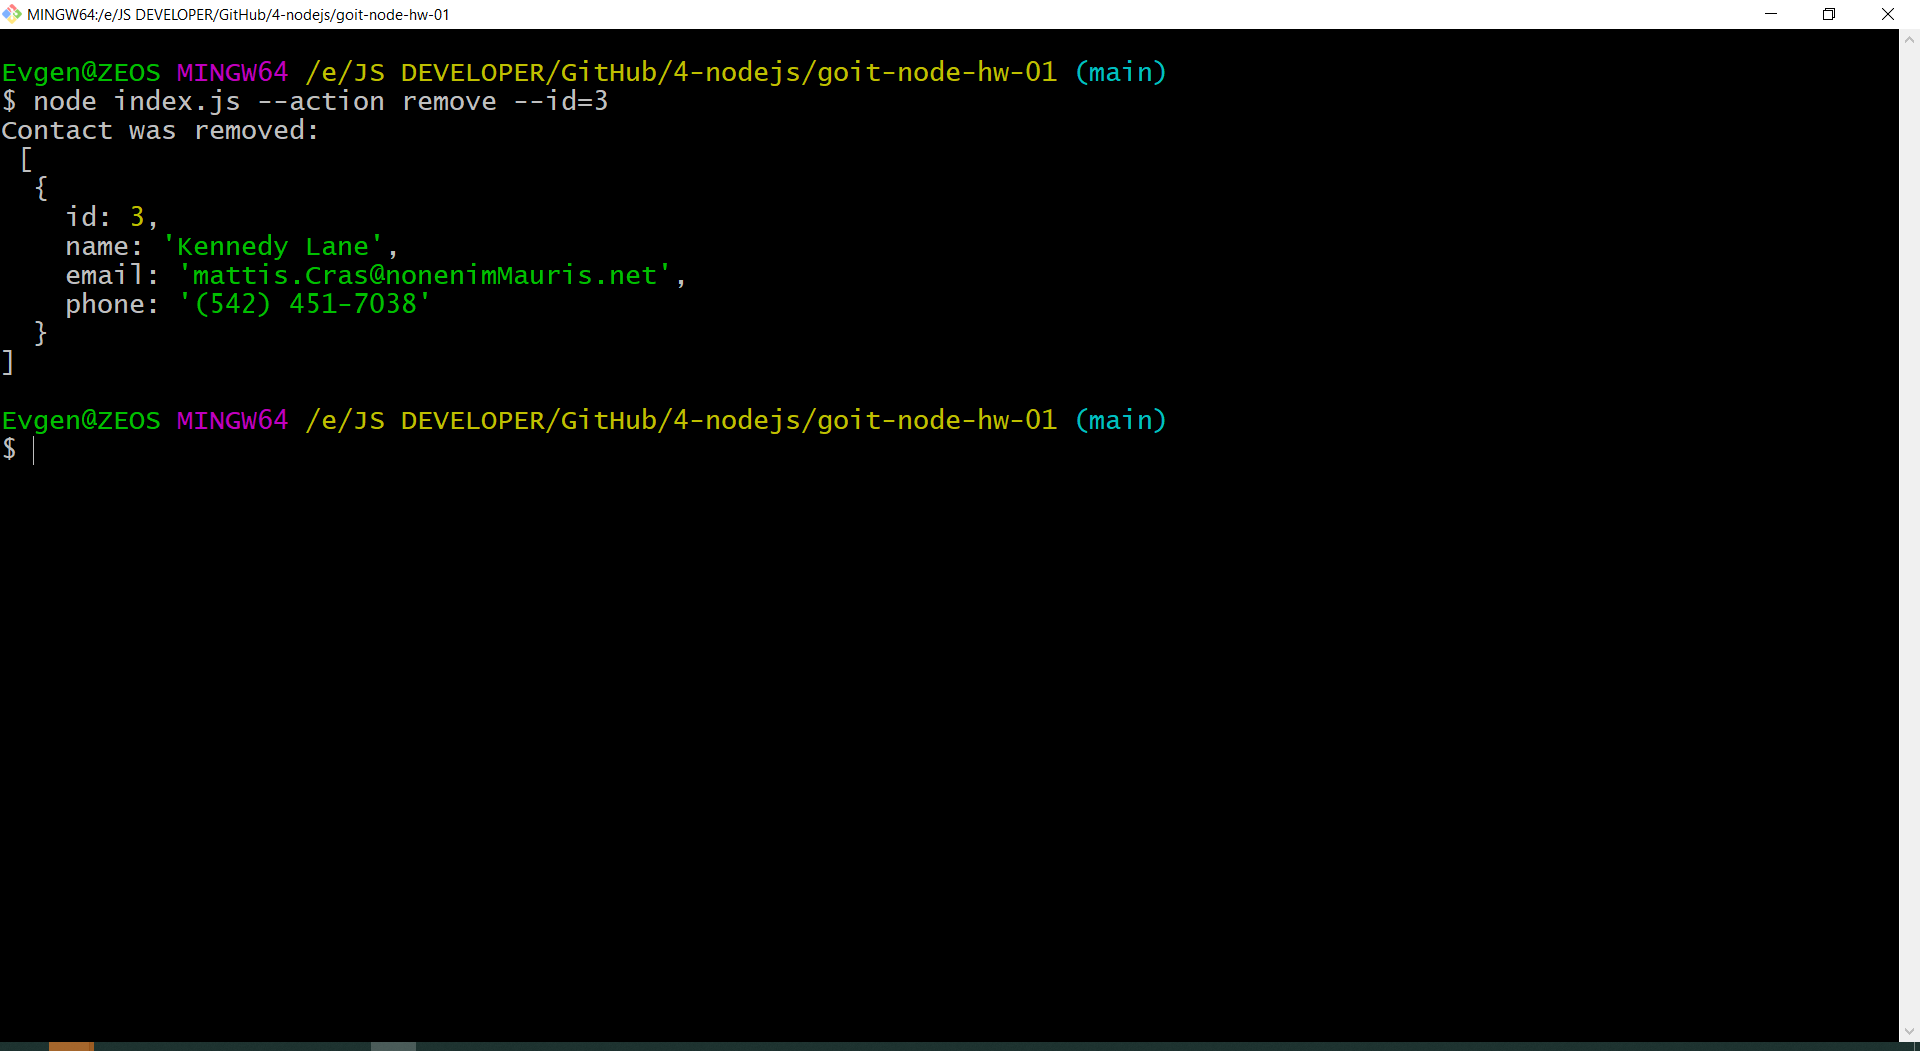 MINGW64:/e/JS DEVELOPER/GitHub/4-nodejs/goit-node-hw-01
Evgen@ZEOS MINGW64 /e/JS DEVELOPER/GitHub/4-nodejs/goit-node-hw-01 (main)
$ node index.js --action remove --id=3
Contact was removed:
 [
  {
    id: 3,
    name: 'Kennedy Lane',
    email: 'mattis.Cras@nonenimMauris.net',
    phone: '(542) 451-7038'
  }
]
Evgen@ZEOS MINGW64 /e/JS DEVELOPER/GitHub/4-nodejs/goit-node-hw-01 (main)
$